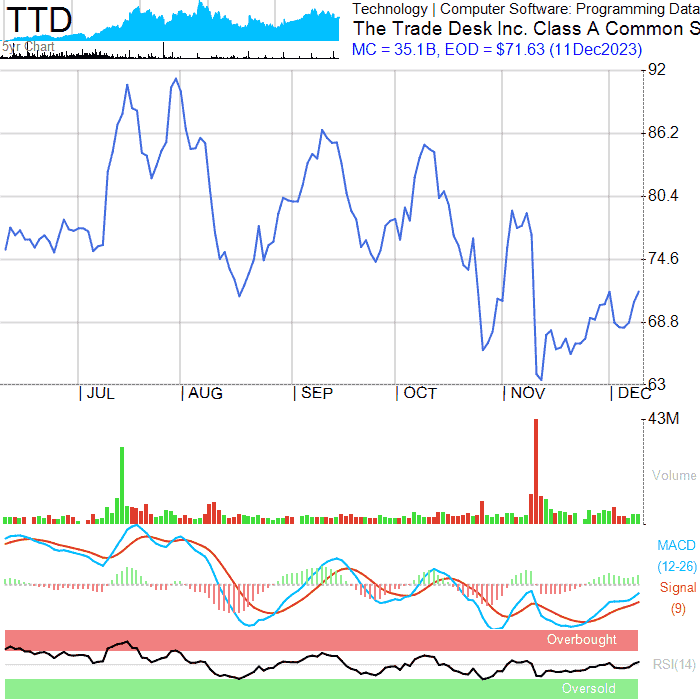 TTD
5yr Chart
Technology | Computer Software: Programming Data
The Trade Desk Inc. Class A Common S
MC = 35.1B, EOD = $71.63 (11Dec2023)
92
86.2
80.4
74.6
68.8
63
| JUL | AUG | SEP | OCT | NOV | DEC
43M
Volume
MACD
(12-26)
Signal
(9)
Overbought
RSI(14)
Oversold